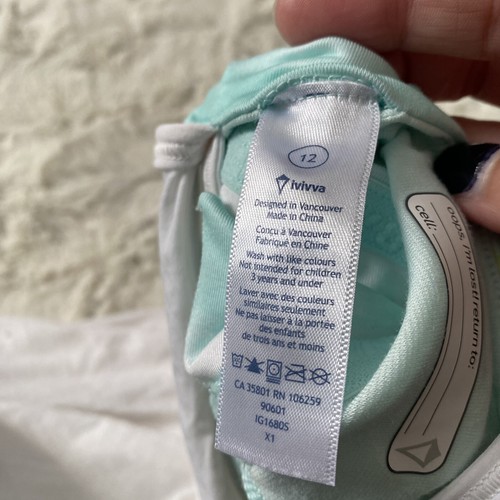 12
ivivva
Designed in Vancouver
Made in China
Conçu à Vancouver
Fabriqué en Chine
Wash with like colours
Not intended for children
3 years and under
Laver avec des couleurs
similaires seulement
Ne pas laisser à la portée
des enfants
de trois ans et moins
CA 35801 RN 106259
90601
IG1680S
X1
oops, i'm lost! return to:
cell: